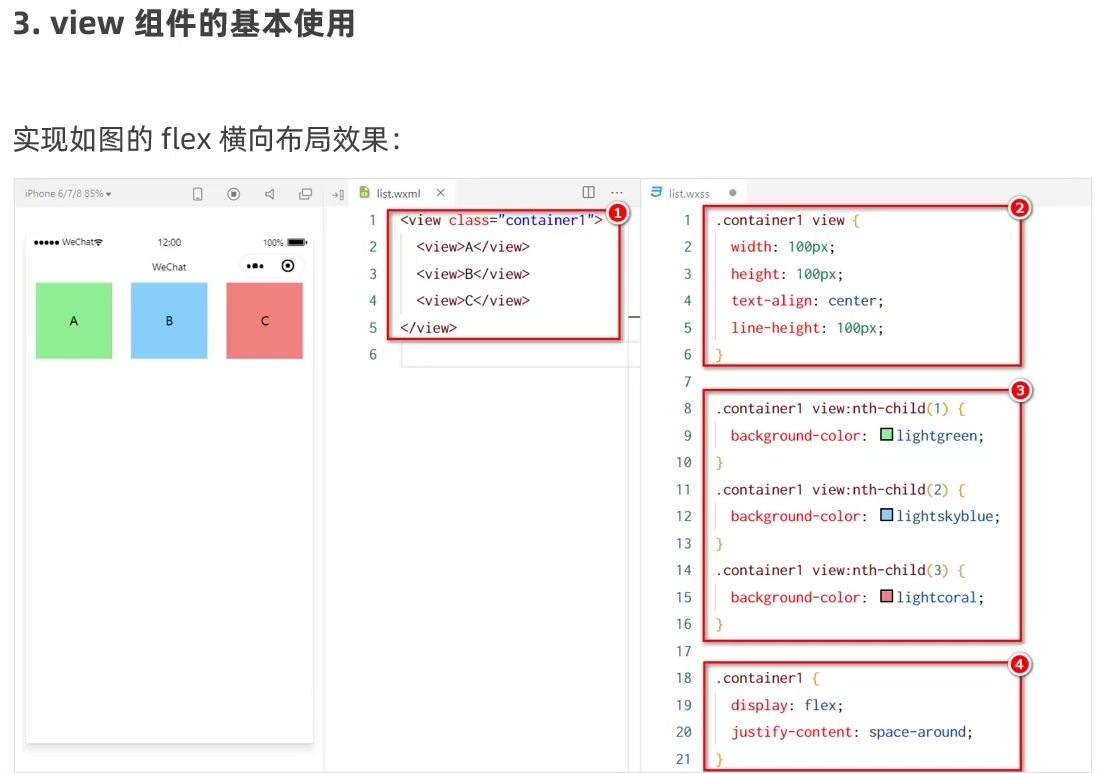 3. view 组件的基本使用
实现如图的 flex 横向布局效果：
iPhone 6/7/8 85%
WeChat
12:00
100%
WeChat
A
B
C
list.wxml
1 <view class="container1">
2 <view>A</view>
3 <view>B</view>
4 <view>C</view>
5 </view>
6
1
list.wxss
1 .container1 view {
2 width: 100px;
3 height: 100px;
4 text-align: center;
5 line-height: 100px;
6 }
2
7
8 .container1 view:nth-child(1) {
9 background-color: lightgreen;
10 }
11 .container1 view:nth-child(2) {
12 background-color: lightskyblue;
13 }
14 .container1 view:nth-child(3) {
15 background-color: lightcoral;
16 }
3
17
18 .container1 {
19 display: flex;
20 justify-content: space-around;
21 }
4